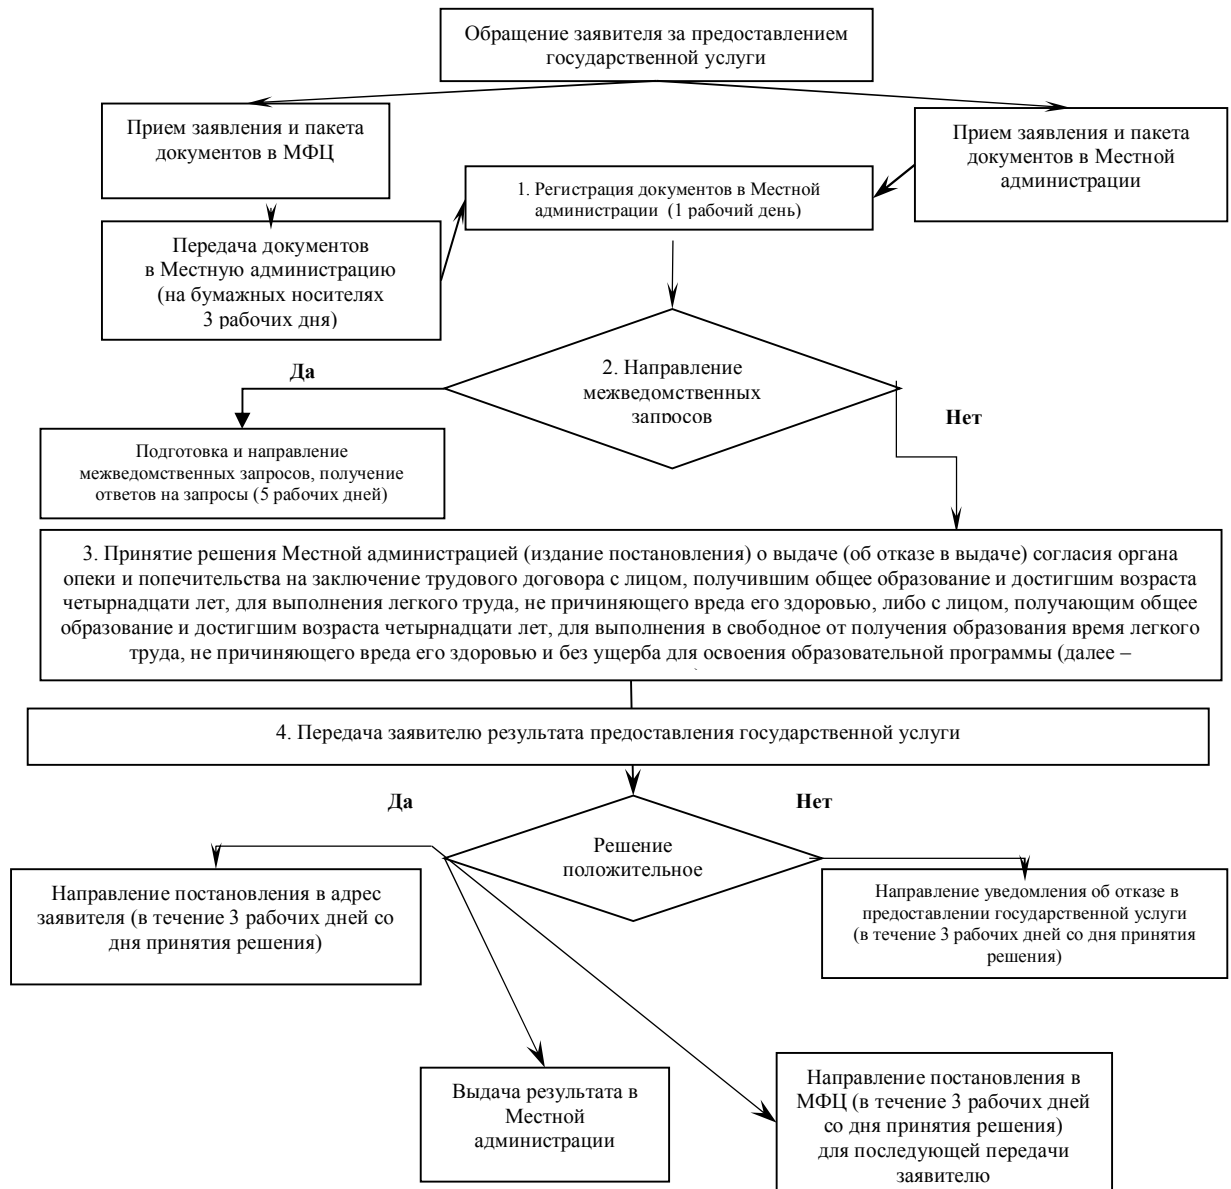 Обращение заявителя за предоставлением
государственной услуги
Прием заявления и пакета
документов в МФЦ
Прием заявления и пакета
документов в Местной
администрации
1. Регистрация документов в Местной
администрации (1 рабочий день)
Передача документов
в Местную администрацию
(на бумажных носителях
3 рабочих дня)
Да
2. Направление
межведомственных
запросов
Нет
Подготовка и направление
межведомственных запросов, получение
ответов на запросы (5 рабочих дней)
3. Принятие решения Местной администрацией (издание постановления) о выдаче (об отказе в выдаче) согласия органа
опеки и попечительства на заключение трудового договора с лицом, получившим общее образование и достигшим возраста
четырнадцати лет, для выполнения легкого труда, не причиняющего вреда его здоровью, либо с лицом, получающим общее
образование и достигшим возраста четырнадцати лет, для выполнения в свободное от получения образования время легкого
труда, не причиняющего вреда его здоровью и без ущерба для освоения образовательной программы (далее –
4. Передача заявителю результата предоставления государственной услуги
Да
Нет
Решение
положительное
Направление постановления в адрес
заявителя (в течение 3 рабочих дней со
дня принятия решения)
Направление уведомления об отказе в
предоставлении государственной услуги
(в течение 3 рабочих дней со дня принятия
решения)
Выдача результата в
Местной
администрации
Направление постановления в
МФЦ (в течение 3 рабочих дней
со дня принятия решения)
для последующей передачи
заявителю